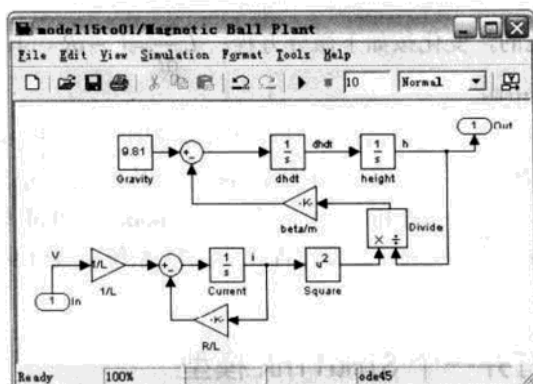 model15to01/Magnetic Ball Plant
File Edit View Simulation Format Tools Help
10 Normal
1 Out
9.81 + - 1 s dhdt 1 s h
Gravity dhdt height
-K-
beta/m
Divide
× ÷
V 1/L + - 1 s i u²
1/L Current Square
1 In
-K-
R/L
Ready 100% ode45